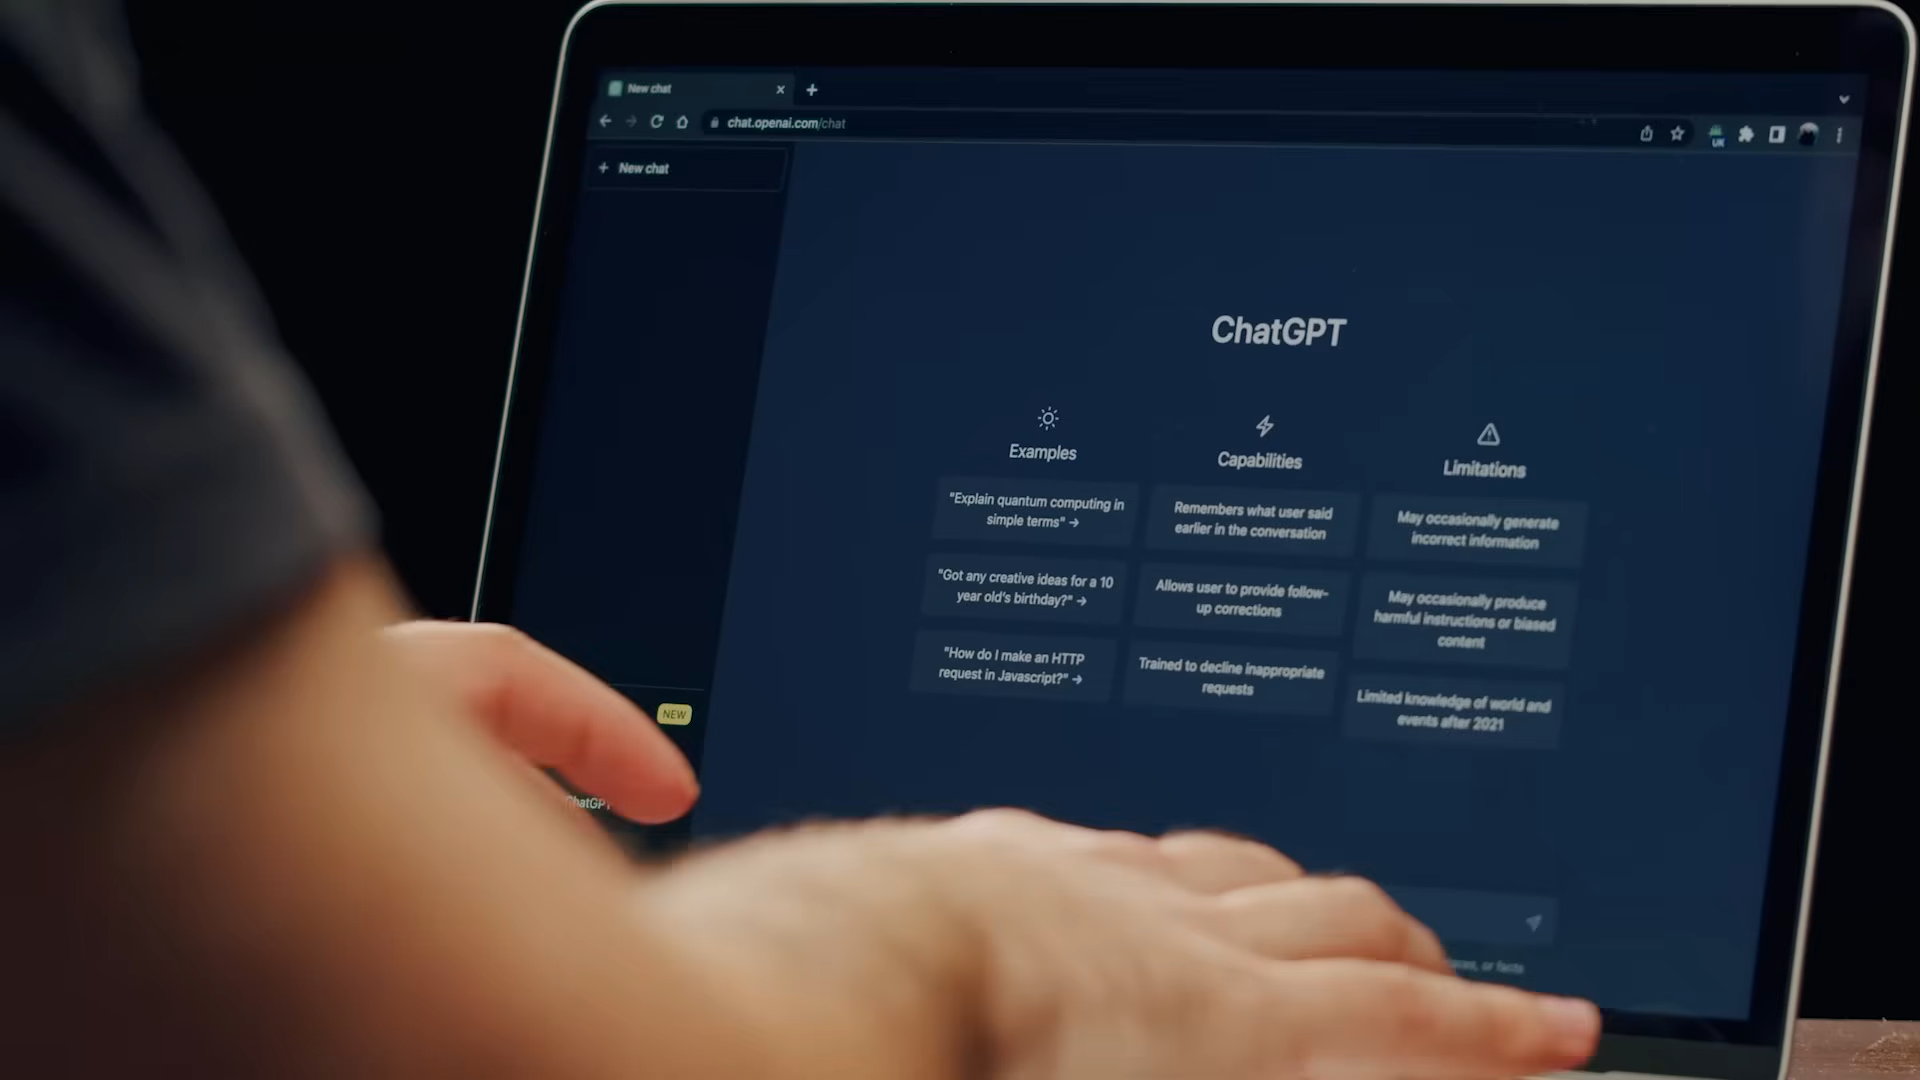 New chat
chat.openai.com/chat
UK
New chat
ChatGPT
Examples
"Explain quantum computing in
simple terms" →
"Got any creative ideas for a 10
year old's birthday?" →
"How do I make an HTTP
request in Javascript?" →
Capabilities
Remembers what user said
earlier in the conversation
Allows user to provide follow-
up corrections
Trained to decline inappropriate
requests
Limitations
May occasionally generate
incorrect information
May occasionally produce
harmful instructions or biased
content
Limited knowledge of world and
events after 2021
NEW
ChatGPT
or facts